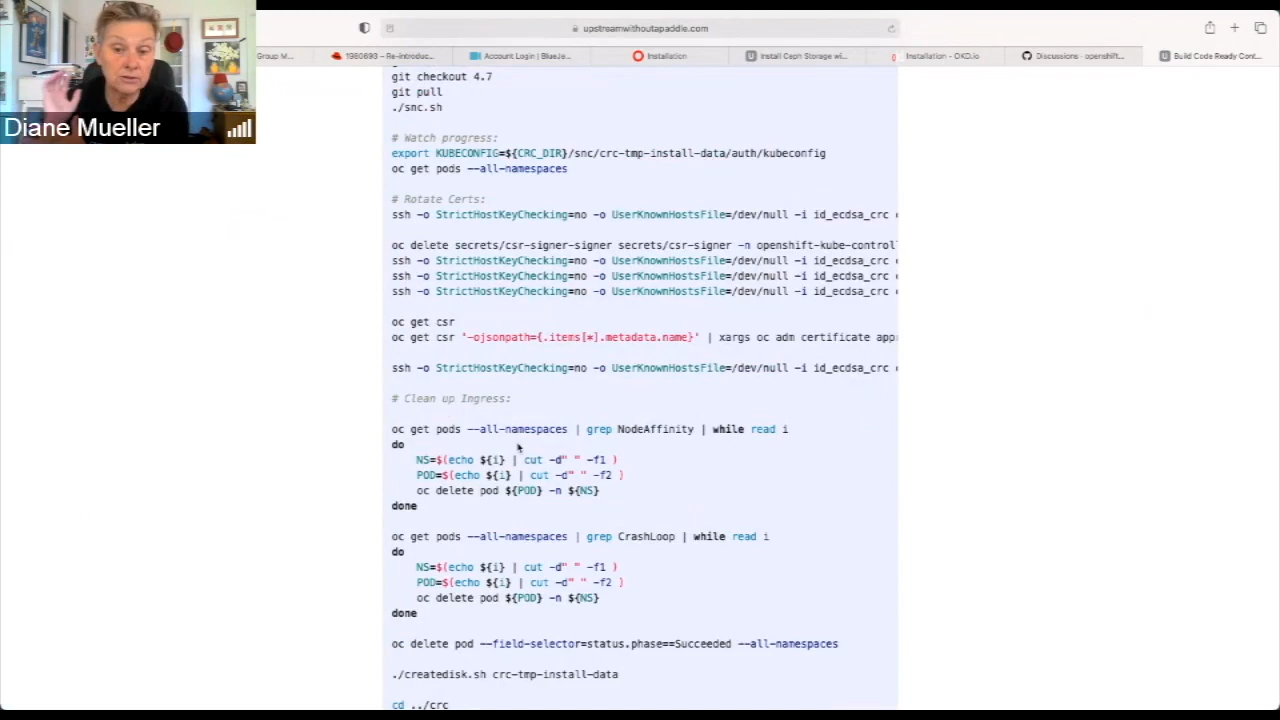 upstreamwithoutapaddle.com
Group M...
1980693 – Re-introduc...
Account Login | BlueJe...
Installation
Install Ceph Storage wi...
Installation - OKD.io
Discussions · openshift...
Build Code Ready Cont...
Diane Mueller
git checkout 4.7
git pull
./snc.sh
# Watch progress:
export KUBECONFIG=${CRC_DIR}/snc/crc-tmp-install-data/auth/kubeconfig
oc get pods --all-namespaces
# Rotate Certs:
ssh -o StrictHostKeyChecking=no -o UserKnownHostsFile=/dev/null -i id_ecdsa_crc
oc delete secrets/csr-signer-signer secrets/csr-signer -n openshift-kube-control
ssh -o StrictHostKeyChecking=no -o UserKnownHostsFile=/dev/null -i id_ecdsa_crc
ssh -o StrictHostKeyChecking=no -o UserKnownHostsFile=/dev/null -i id_ecdsa_crc
ssh -o StrictHostKeyChecking=no -o UserKnownHostsFile=/dev/null -i id_ecdsa_crc
oc get csr
oc get csr '-ojsonpath={.items[*].metadata.name}' | xargs oc adm certificate app
ssh -o StrictHostKeyChecking=no -o UserKnownHostsFile=/dev/null -i id_ecdsa_crc
# Clean up Ingress:
oc get pods --all-namespaces | grep NodeAffinity | while read i
do
NS=$(echo ${i} | cut -d" " -f1 )
POD=$(echo ${i} | cut -d" " -f2 )
oc delete pod ${POD} -n ${NS}
done
oc get pods --all-namespaces | grep CrashLoop | while read i
do
NS=$(echo ${i} | cut -d" " -f1 )
POD=$(echo ${i} | cut -d" " -f2 )
oc delete pod ${POD} -n ${NS}
done
oc delete pod --field-selector=status.phase==Succeeded --all-namespaces
./createdisk.sh crc-tmp-install-data
cd ../crc